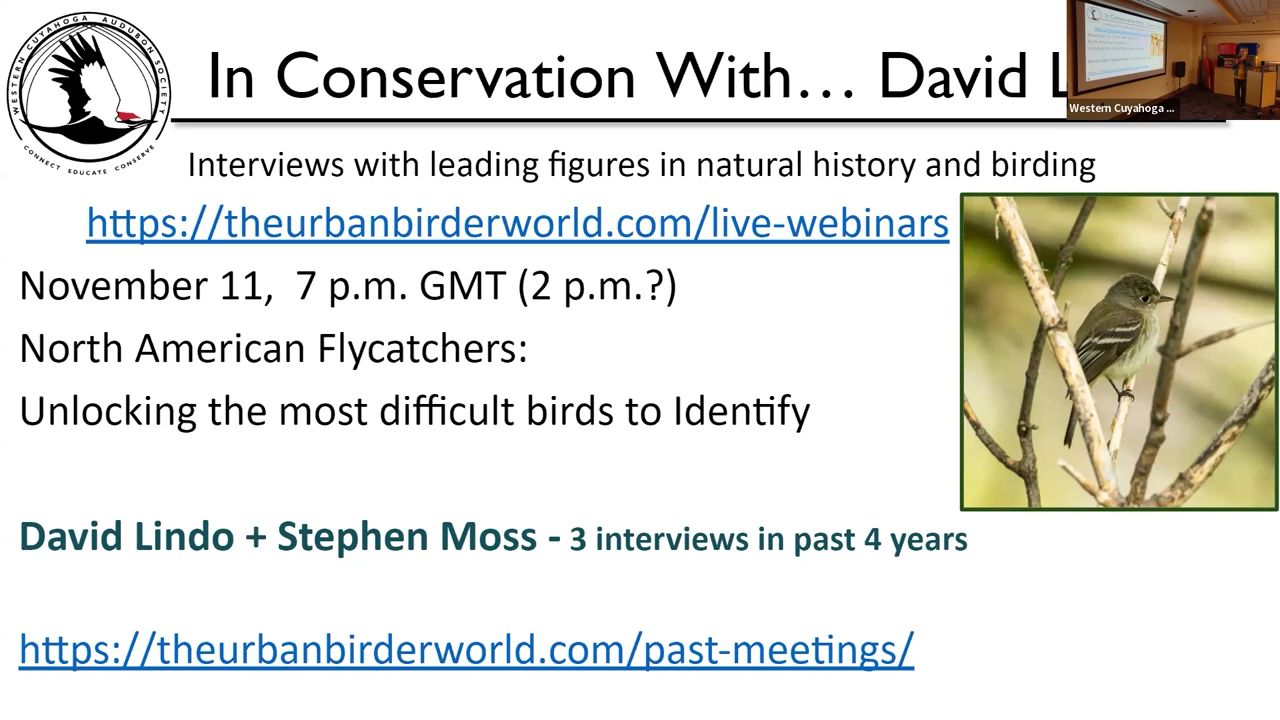 WESTERN CUYAHOGA AUDUBON SOCIETY
CONNECT EDUCATE CONSERVE
In Conservation With... David L
Western Cuyahoga ...
Interviews with leading figures in natural history and birding
https://theurbanbirderworld.com/live-webinars
November 11, 7 p.m. GMT (2 p.m.?)
North American Flycatchers:
Unlocking the most difficult birds to Identify
David Lindo + Stephen Moss - 3 interviews in past 4 years
https://theurbanbirderworld.com/past-meetings/